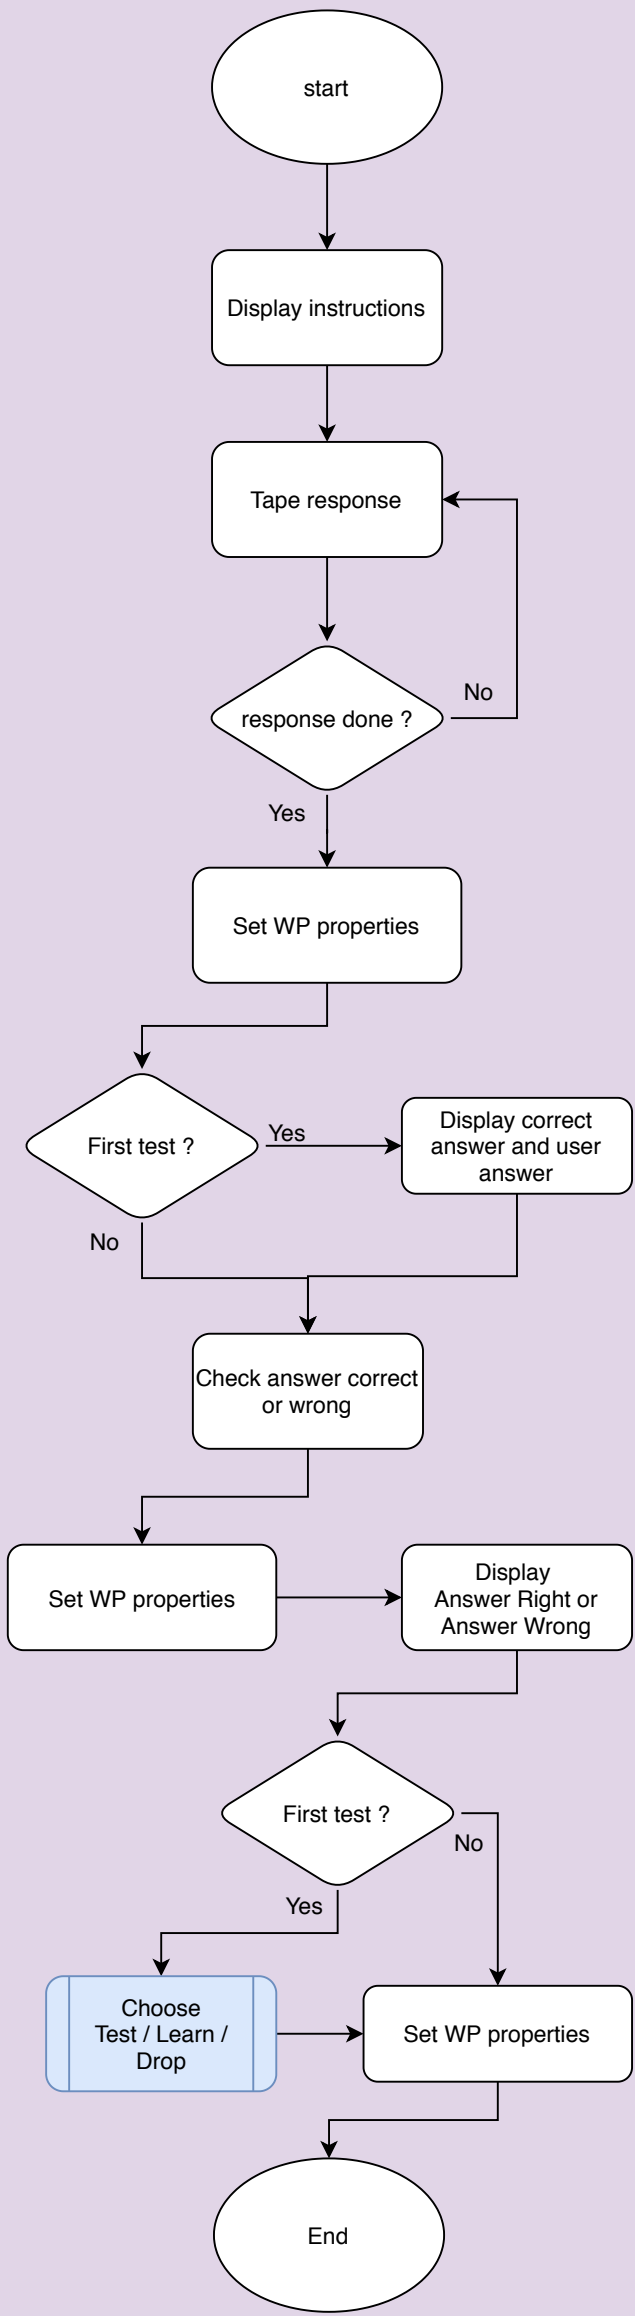 start
Display instructions
Tape response
response done ?
No
Yes
Set WP properties
First test ?
Yes
Display correct
answer and user
answer
No
Check answer correct
or wrong
Set WP properties
Display
Answer Right or
Answer Wrong
First test ?
No
Yes
Choose
Test / Learn /
Drop
Set WP properties
End